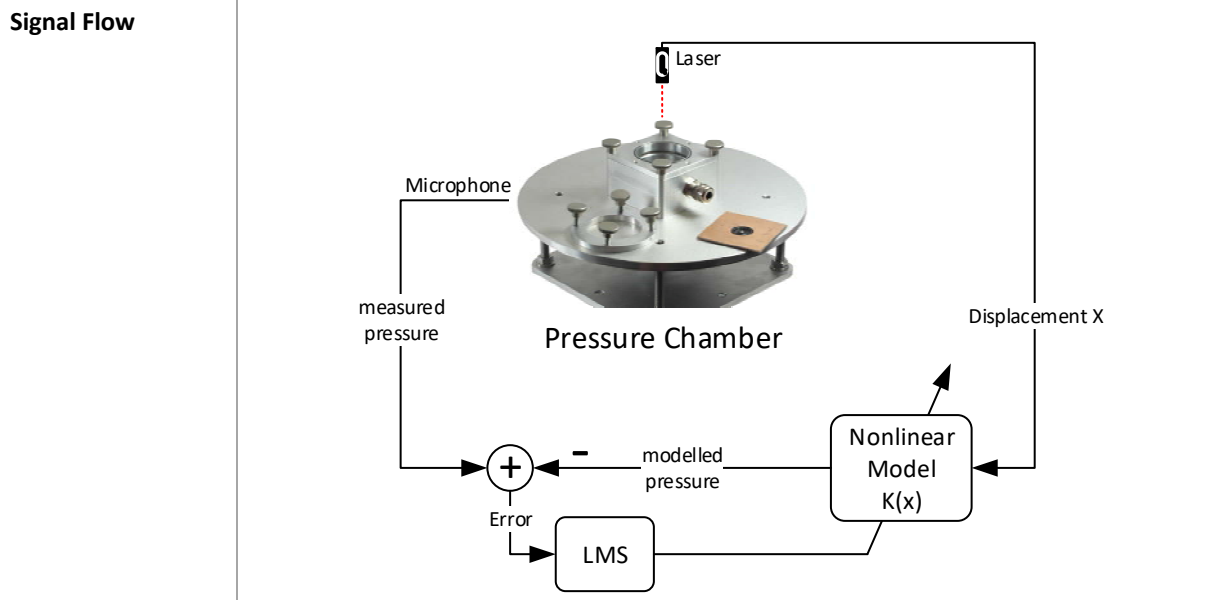 Signal Flow
Laser
Microphone
measured
pressure
Displacement X
Pressure Chamber
Nonlinear
Model
K(x)
modelled
pressure
-
+
Error
LMS